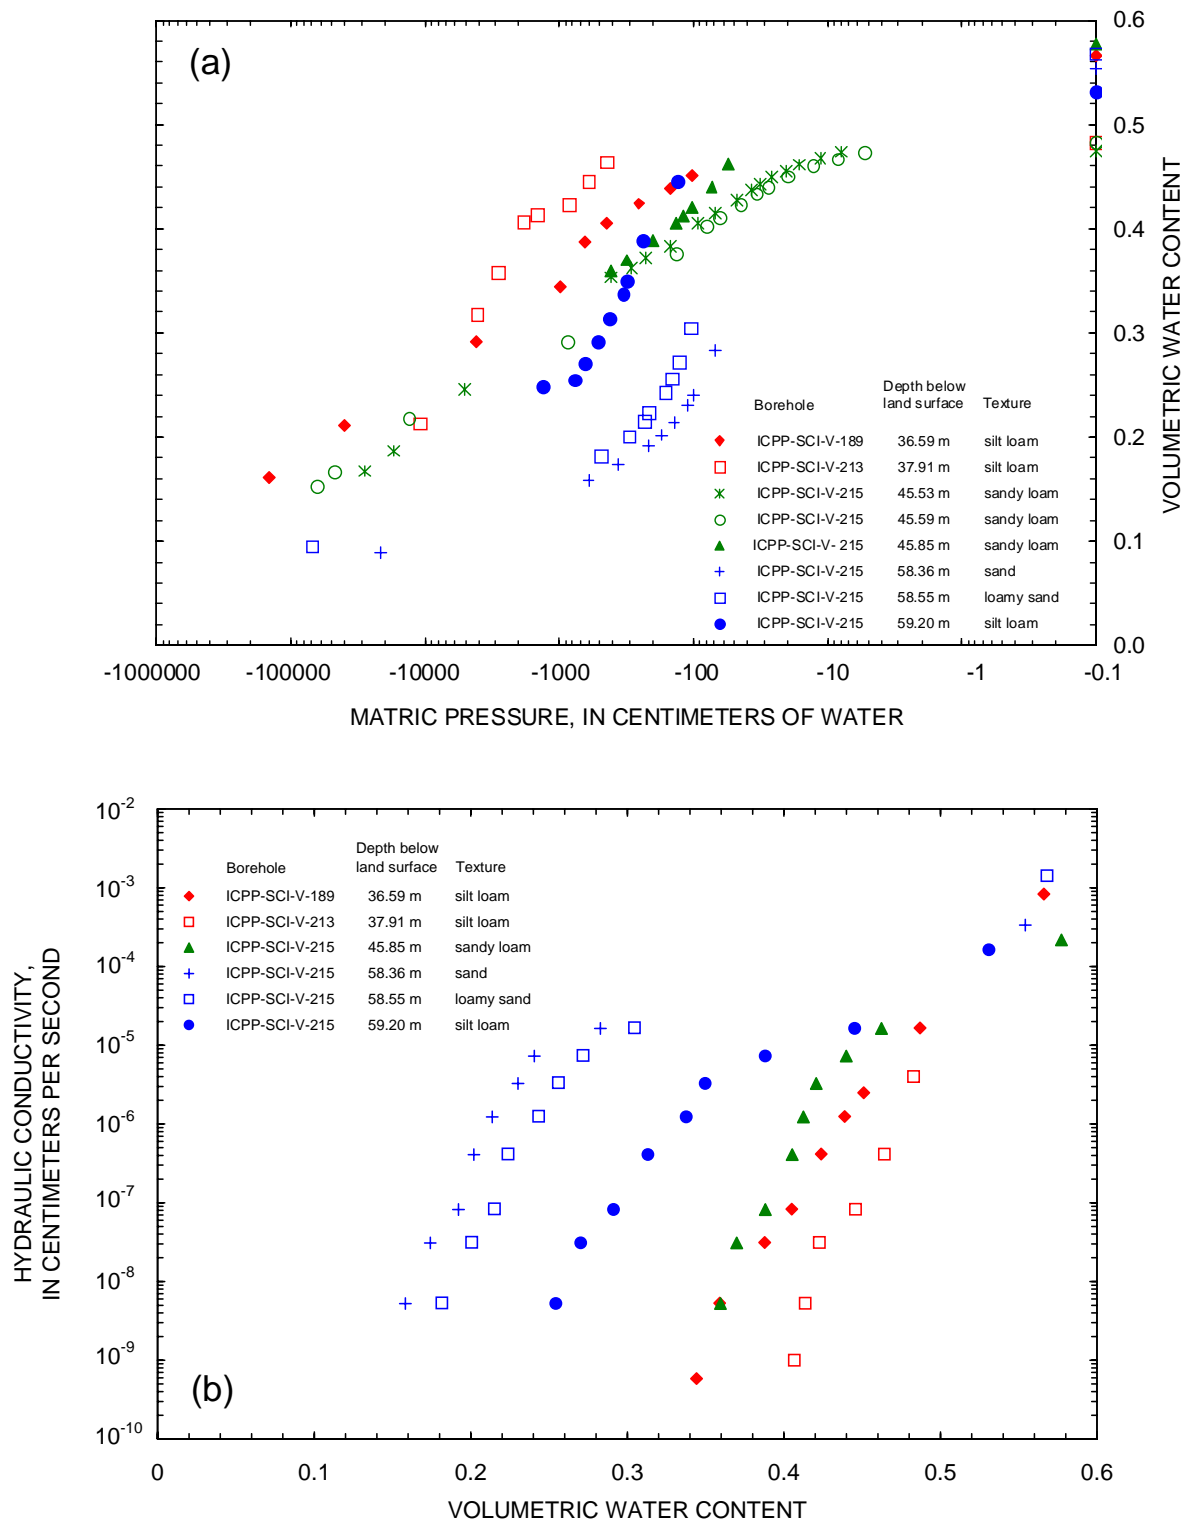 (a)
0.6
0.5
0.4
0.3
0.2
0.1
0.0
VOLUMETRIC WATER CONTENT
Borehole Depth below land surface Texture
ICPP-SCI-V-189 36.59 m silt loam
ICPP-SCI-V-213 37.91 m silt loam
ICPP-SCI-V-215 45.53 m sandy loam
ICPP-SCI-V-215 45.59 m sandy loam
ICPP-SCI-V- 215 45.85 m sandy loam
ICPP-SCI-V-215 58.36 m sand
ICPP-SCI-V-215 58.55 m loamy sand
ICPP-SCI-V-215 59.20 m silt loam
-1000000 -100000 -10000 -1000 -100 -10 -1 -0.1
MATRIC PRESSURE, IN CENTIMETERS OF WATER
HYDRAULIC CONDUCTIVITY,
IN CENTIMETERS PER SECOND
10-2
10-3
10-4
10-5
10-6
10-7
10-8
10-9
10-10
Borehole Depth below land surface Texture
ICPP-SCI-V-189 36.59 m silt loam
ICPP-SCI-V-213 37.91 m silt loam
ICPP-SCI-V-215 45.85 m sandy loam
ICPP-SCI-V-215 58.36 m sand
ICPP-SCI-V-215 58.55 m loamy sand
ICPP-SCI-V-215 59.20 m silt loam
(b)
0 0.1 0.2 0.3 0.4 0.5 0.6
VOLUMETRIC WATER CONTENT